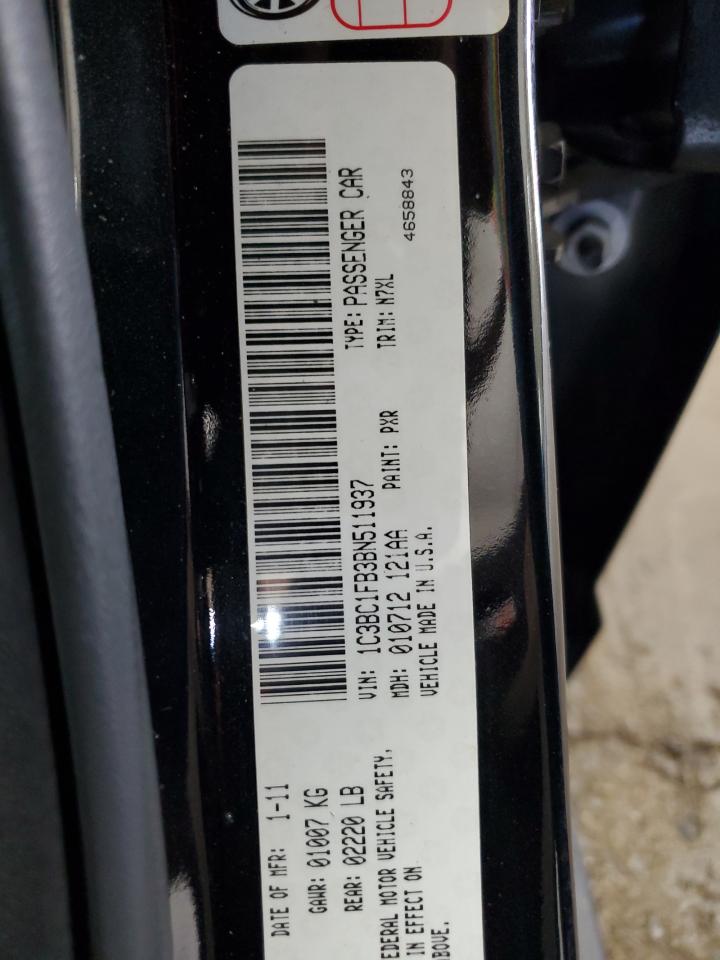 DATE OF MFR: 1-11
GAWR: 01007 KG
REAR: 02220 LB
EDERAL MOTOR VEHICLE SAFETY,
IN EFFECT ON
BOVE.
VIN: 1C3BC1FB3BN511937
TYPE: PASSENGER CAR
MDH: 010712 121AA
PAINT: PXR
TRIM: N7XL
VEHICLE MADE IN U.S.A.
4658843